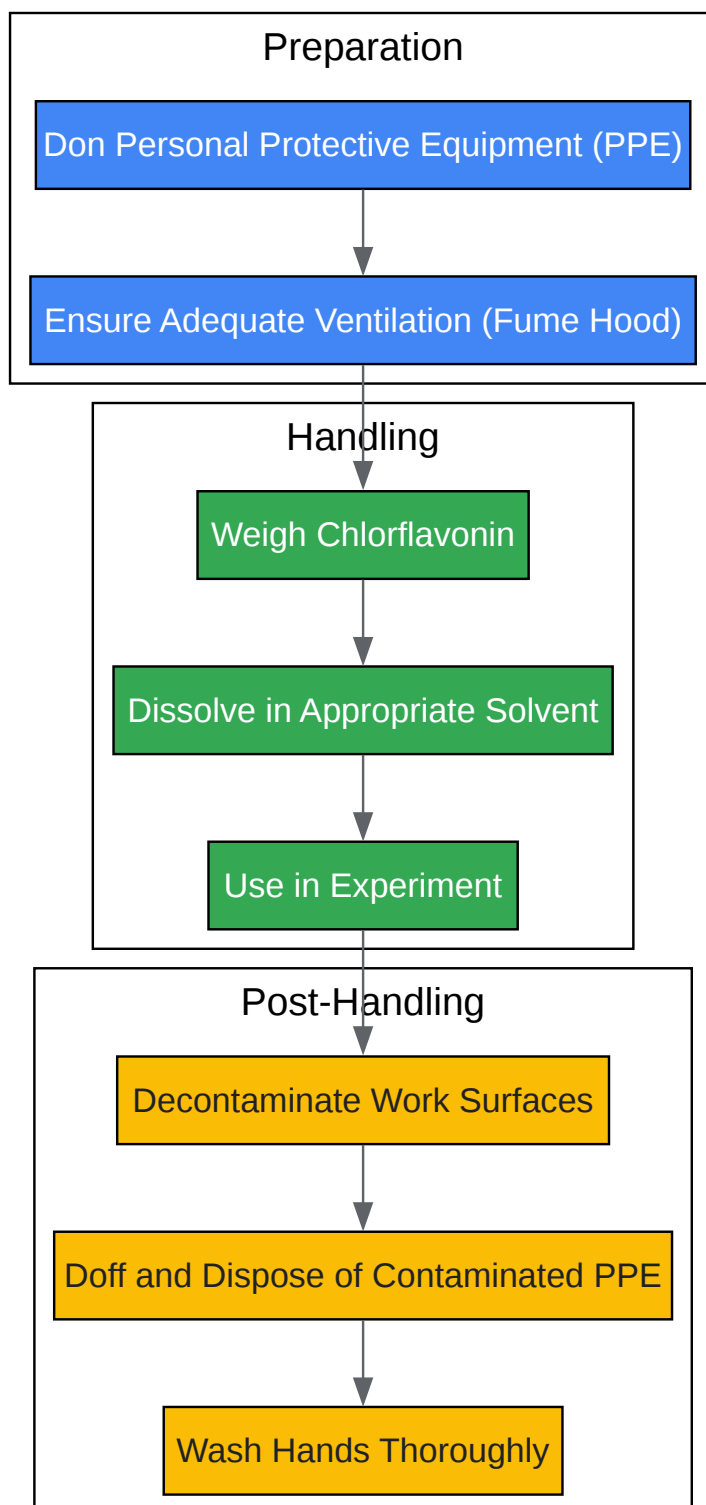 Preparation
Don Personal Protective Equipment (PPE)
Ensure Adequate Ventilation (Fume Hood)
Handling
Weigh Chlorflavonin
Dissolve in Appropriate Solvent
Use in Experiment
Post-Handling
Decontaminate Work Surfaces
Doff and Dispose of Contaminated PPE
Wash Hands Thoroughly